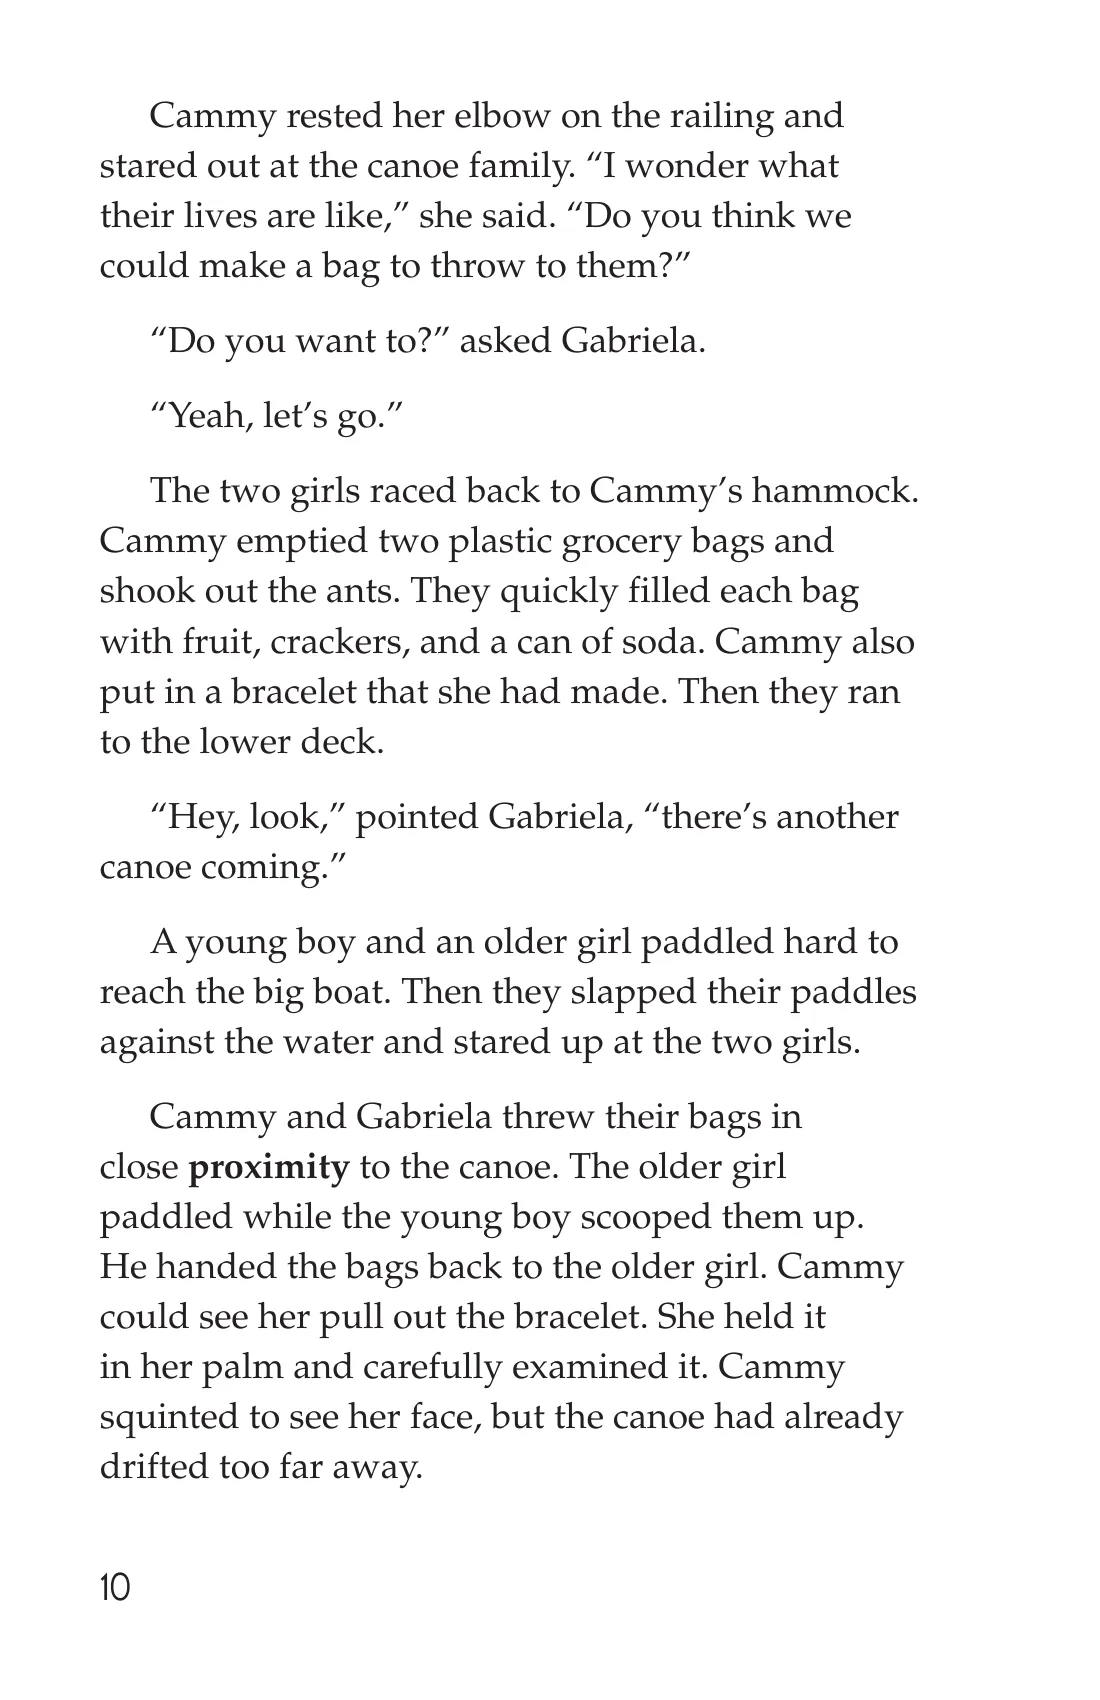 Cammy rested her elbow on the railing and
stared out at the canoe family. “I wonder what
their lives are like,” she said. “Do you think we
could make a bag to throw to them?”
“Do you want to?” asked Gabriela.
“Yeah, let’s go.”
The two girls raced back to Cammy’s hammock.
Cammy emptied two plastic grocery bags and
shook out the ants. They quickly filled each bag
with fruit, crackers, and a can of soda. Cammy also
put in a bracelet that she had made. Then they ran
to the lower deck.
“Hey, look,” pointed Gabriela, “there’s another
canoe coming.”
A young boy and an older girl paddled hard to
reach the big boat. Then they slapped their paddles
against the water and stared up at the two girls.
Cammy and Gabriela threw their bags in
close proximity to the canoe. The older girl
paddled while the young boy scooped them up.
He handed the bags back to the older girl. Cammy
could see her pull out the bracelet. She held it
in her palm and carefully examined it. Cammy
squinted to see her face, but the canoe had already
drifted too far away.
10